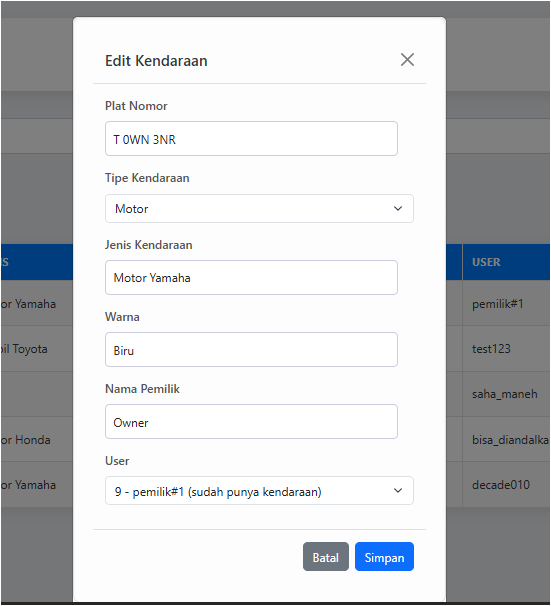 Edit Kendaraan
Plat Nomor
T 0WN 3NR
Tipe Kendaraan
Motor
Jenis Kendaraan
Motor Yamaha
Warna
Biru
Nama Pemilik
Owner
User
9 - pemilik#1 (sudah punya kendaraan)
Batal
Simpan
S
USER
or Yamaha
pemilik#1
il Toyota
test123
saha_maneh
or Honda
bisa_diandalka
or Yamaha
decade010